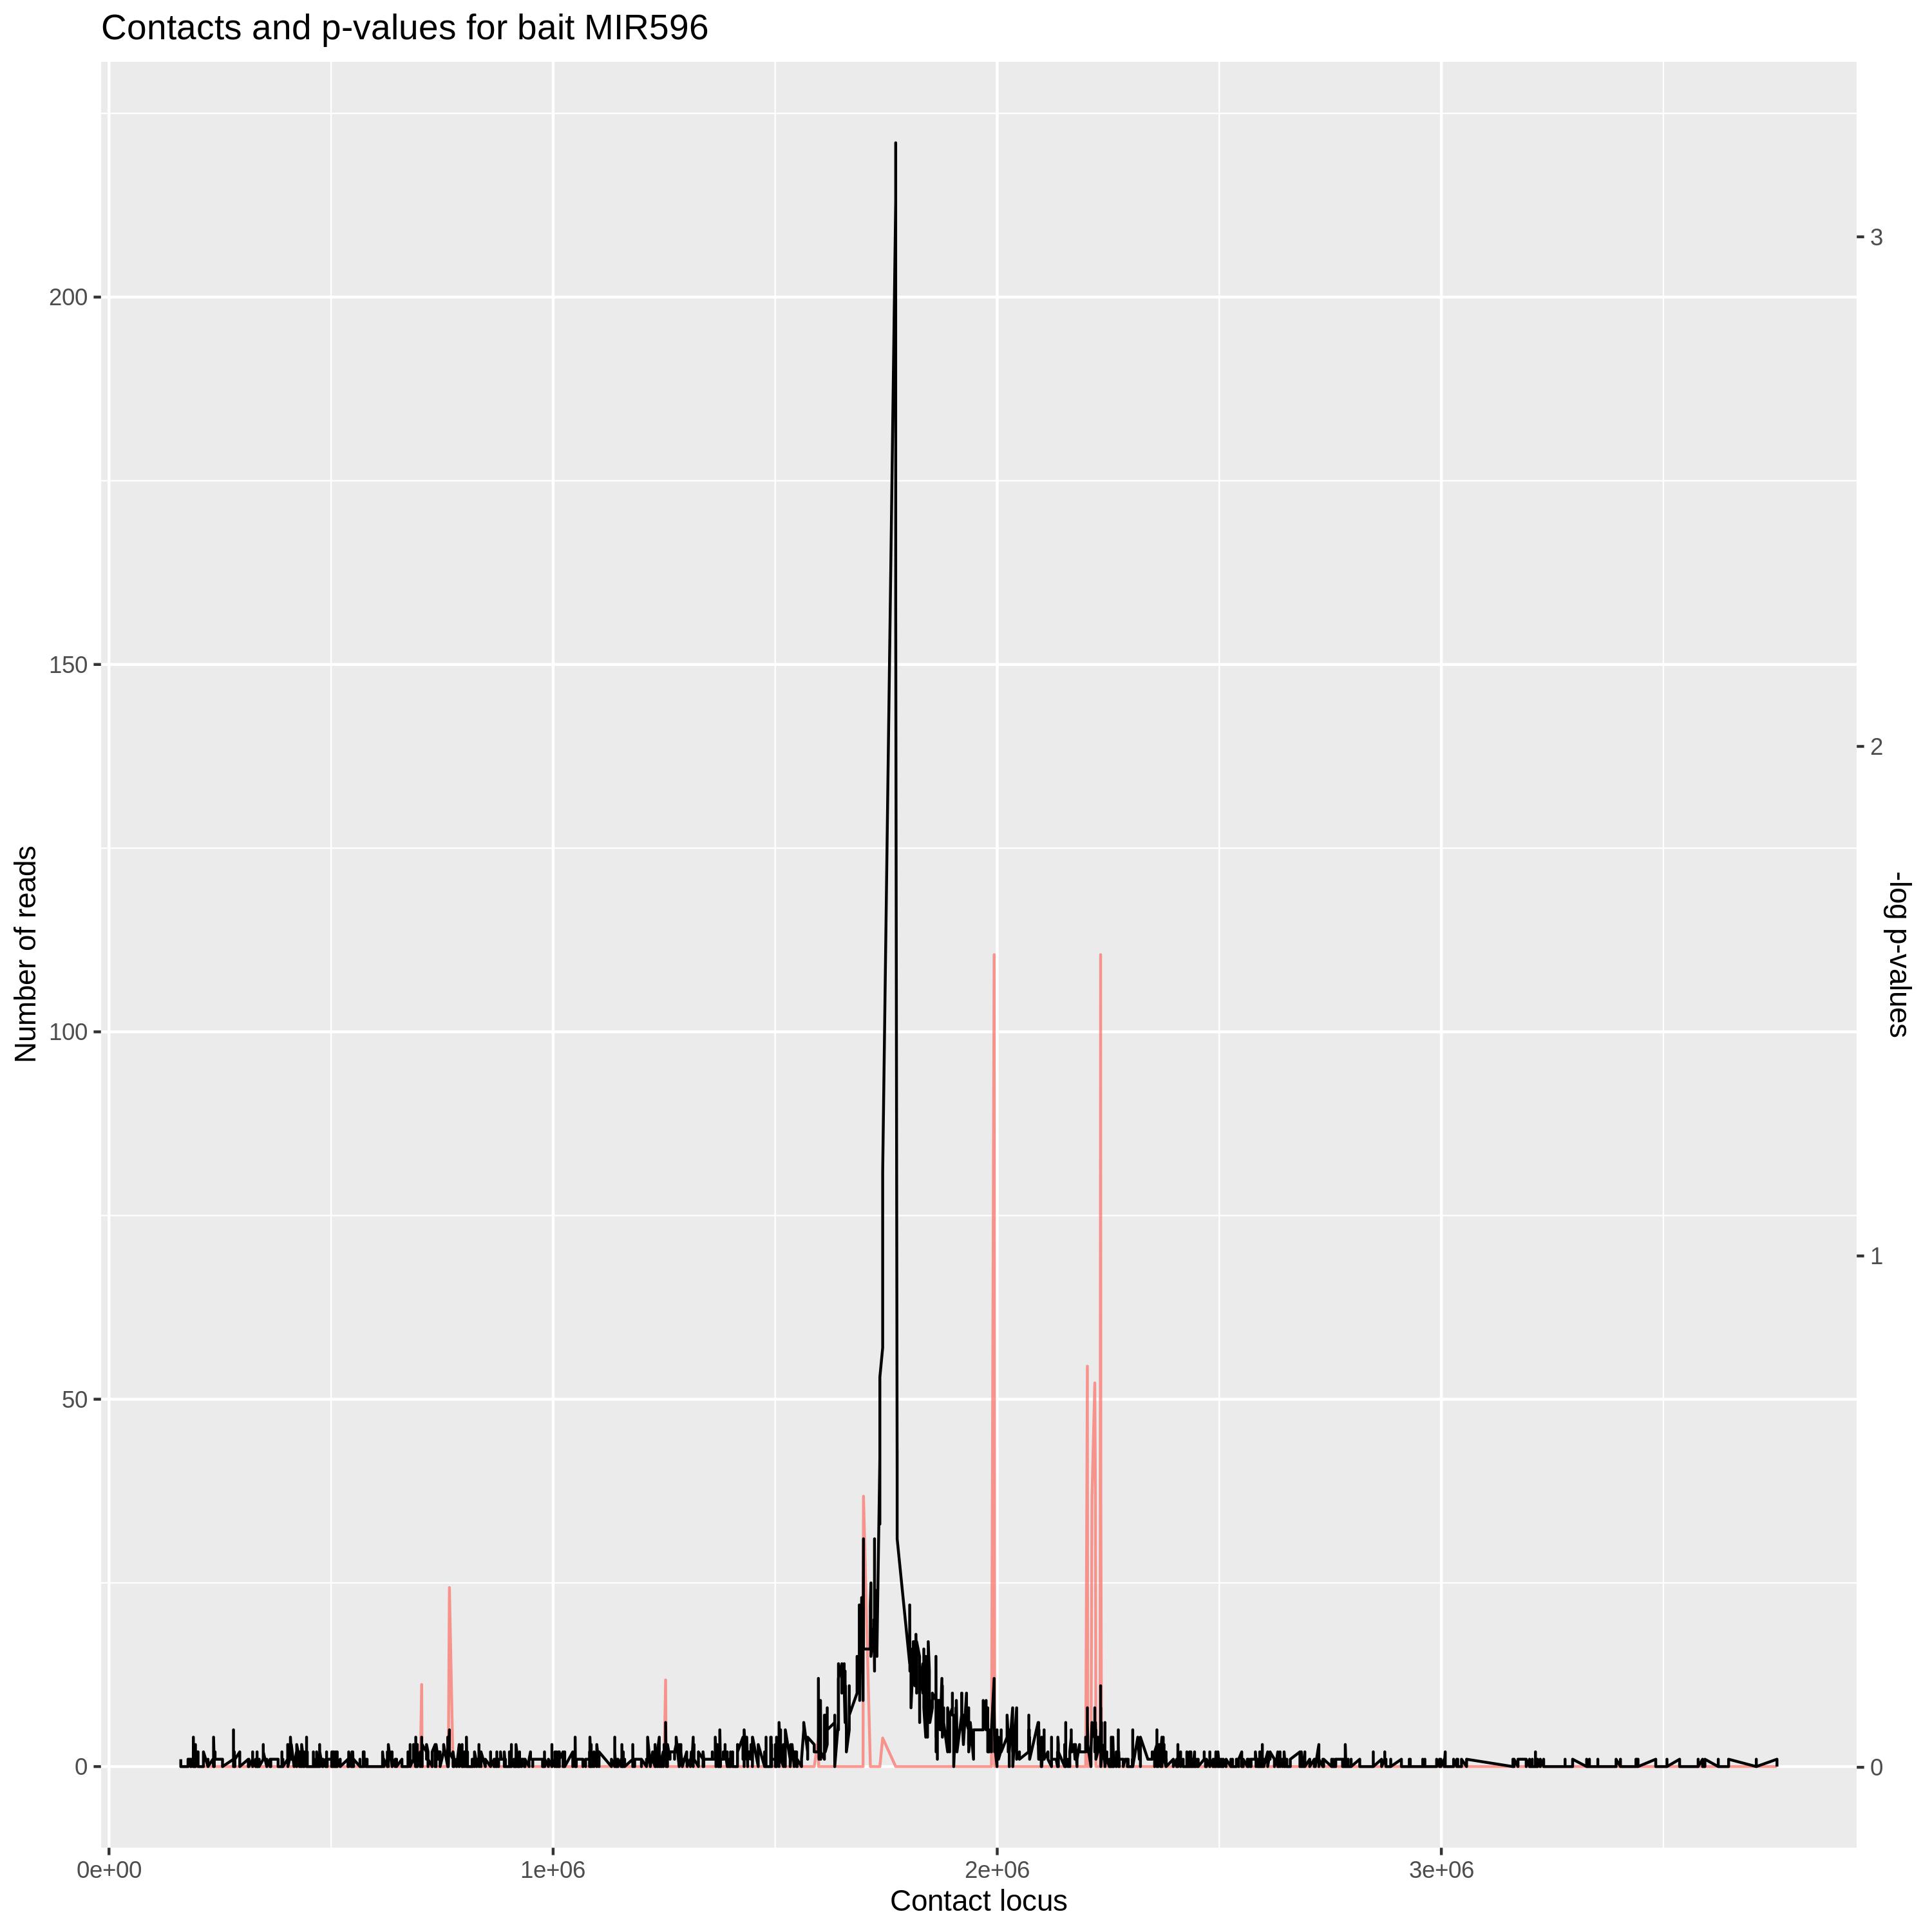 Contacts and p-values for bait MIR596
Number of reads
200
150
100
50
0
3
2
1
0
-log p-values
0e+00 1e+06 2e+06 3e+06
Contact locus